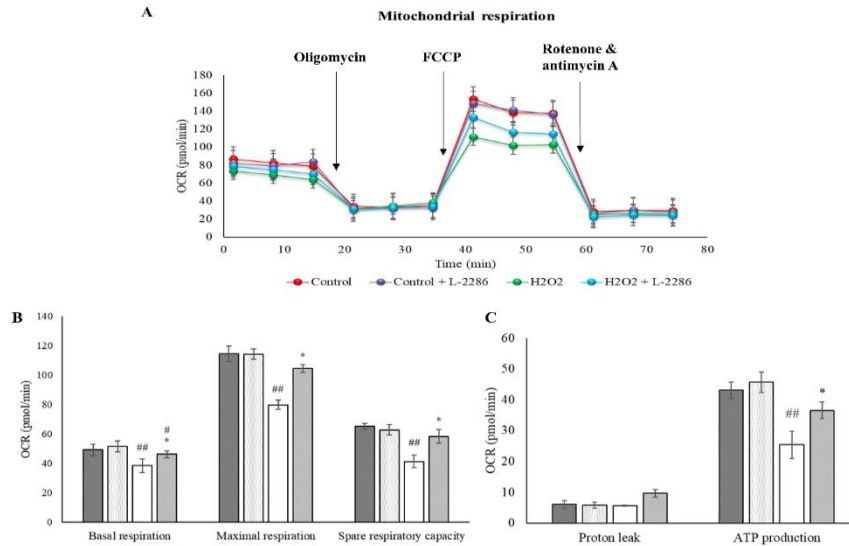 Mitochondrial respiration
A
Oligomycin
FCCP
Rotenone &
antimycin A
OCR (pmol/min)
180
160
140
120
100
80
60
40
20
0
0 10 20 30 40 50 60 70 80
Time (min)
Control Control + L-2286 H2O2 H2O2 + L-2286
B
OCR (pmol/min)
140
120
100
80
60
40
20
0
##
#
*
##
*
##
*
Basal respiration Maximal respiration Spare respiratory capacity
C
OCR (pmol/min)
60
50
40
30
20
10
0
##
*
Proton leak ATP production